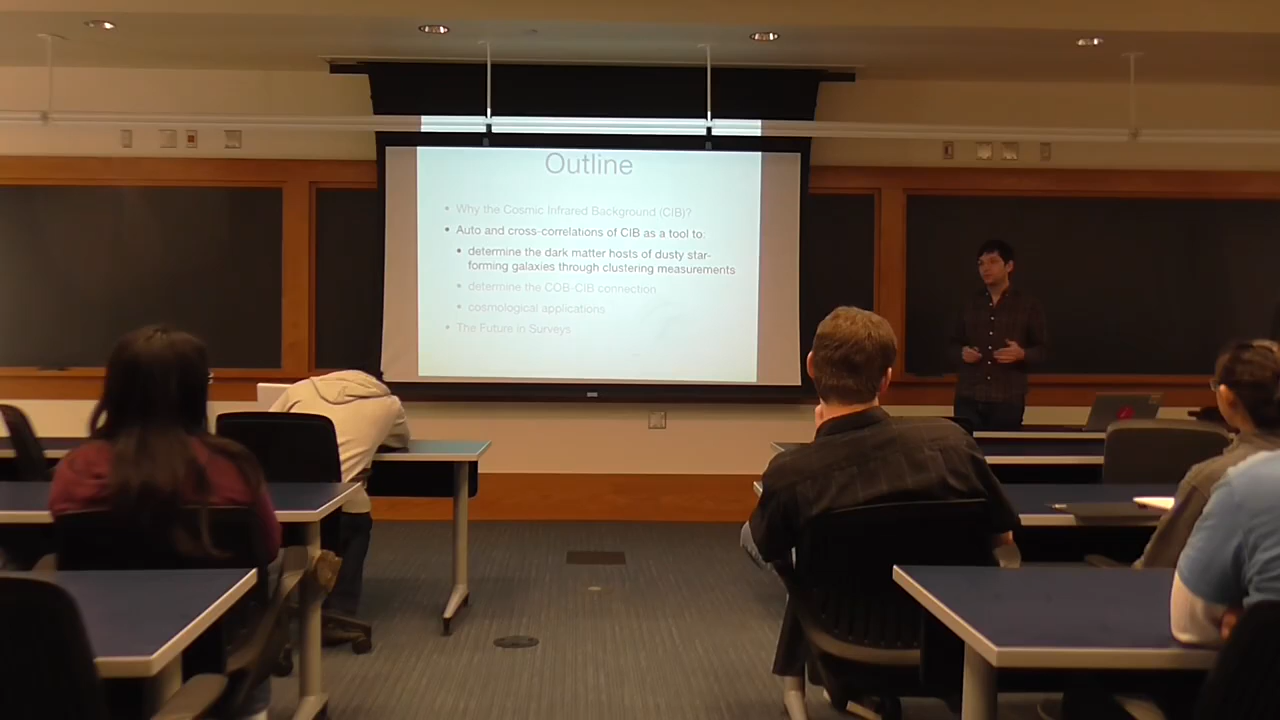 Outline
• Why the Cosmic Infrared Background (CIB)?
• Auto and cross-correlations of CIB as a tool to:
• determine the dark matter hosts of dusty star-
forming galaxies through clustering measurements
• determine the COB-CIB connection
• cosmological applications
• The Future in Surveys